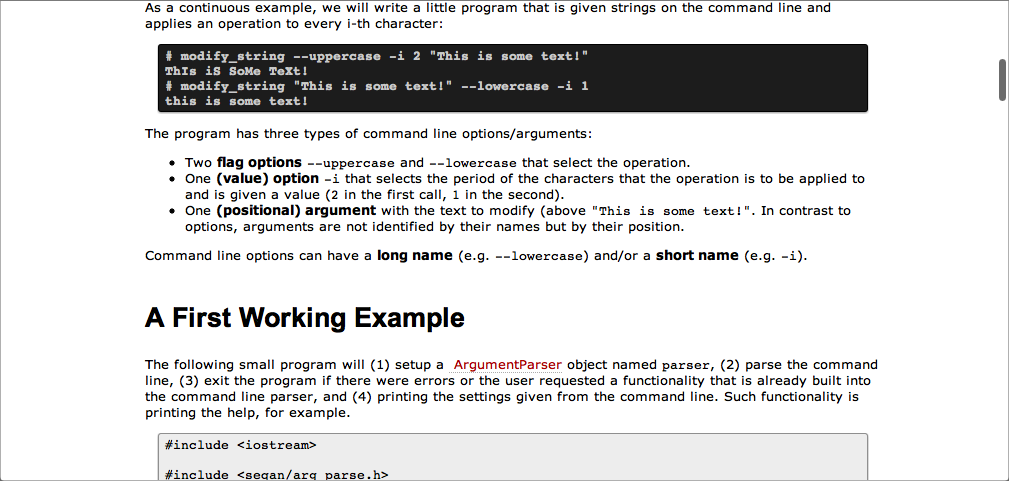 As a continuous example, we will write a little program that is given strings on the command line and
applies an operation to every i-th character:
# modify_string --uppercase -i 2 "This is some text!"
ThIs iS SoMe TeXt!
# modify_string "This is some text!" --lowercase -i 1
this is some text!
The program has three types of command line options/arguments:
• Two flag options --uppercase and --lowercase that select the operation.
• One (value) option -i that selects the period of the characters that the operation is to be applied to
and is given a value (2 in the first call, 1 in the second).
• One (positional) argument with the text to modify (above "This is some text!". In contrast to
options, arguments are not identified by their names but by their position.
Command line options can have a long name (e.g. --lowercase) and/or a short name (e.g. -i).
A First Working Example
The following small program will (1) setup a ArgumentParser object named parser, (2) parse the command
line, (3) exit the program if there were errors or the user requested a functionality that is already built into
the command line parser, and (4) printing the settings given from the command line. Such functionality is
printing the help, for example.
#include <iostream>
#include <seqan/arg_parse.h>